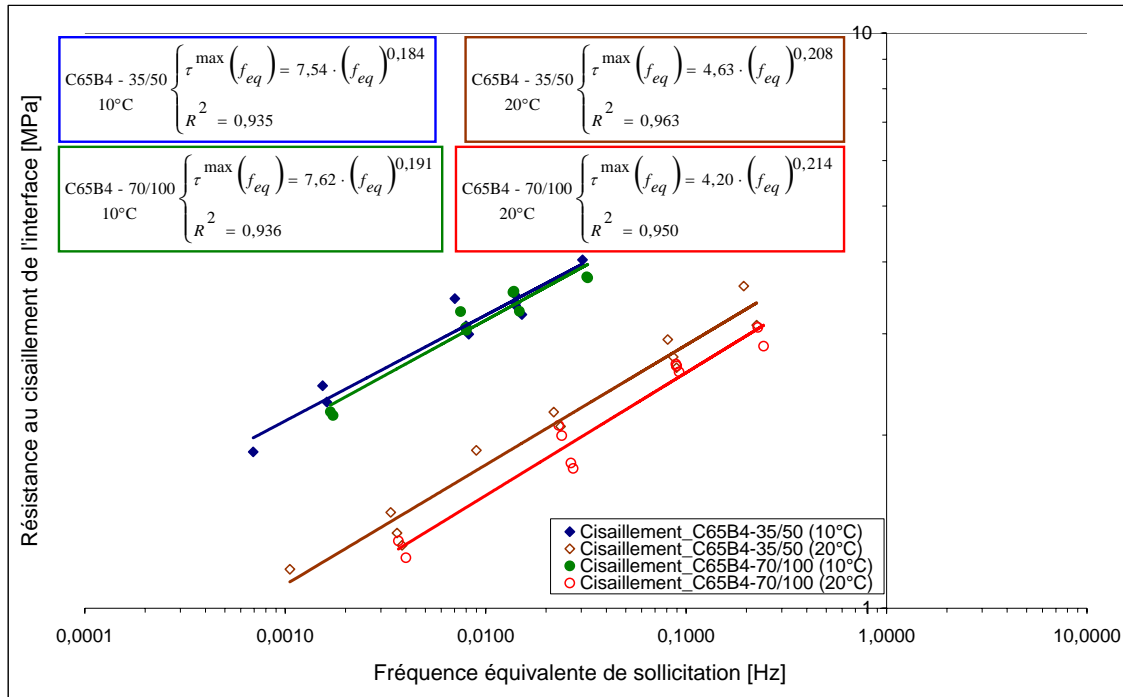 10
C65B4 - 35/50
10°C
τ^max (f_eq) = 7,54 · (f_eq)^0,184
R^2 = 0,935
C65B4 - 35/50
20°C
τ^max (f_eq) = 4,63 · (f_eq)^0,208
R^2 = 0,963
C65B4 - 70/100
10°C
τ^max (f_eq) = 7,62 · (f_eq)^0,191
R^2 = 0,936
C65B4 - 70/100
20°C
τ^max (f_eq) = 4,20 · (f_eq)^0,214
R^2 = 0,950
Résistance au cisaillement de l'interface [MPa]
Cisaillement_C65B4-35/50 (10°C)
Cisaillement_C65B4-35/50 (20°C)
Cisaillement_C65B4-70/100 (10°C)
Cisaillement_C65B4-70/100 (20°C)
1
0,0001 0,0010 0,0100 0,1000 1,0000 10,0000
Fréquence équivalente de sollicitation [Hz]